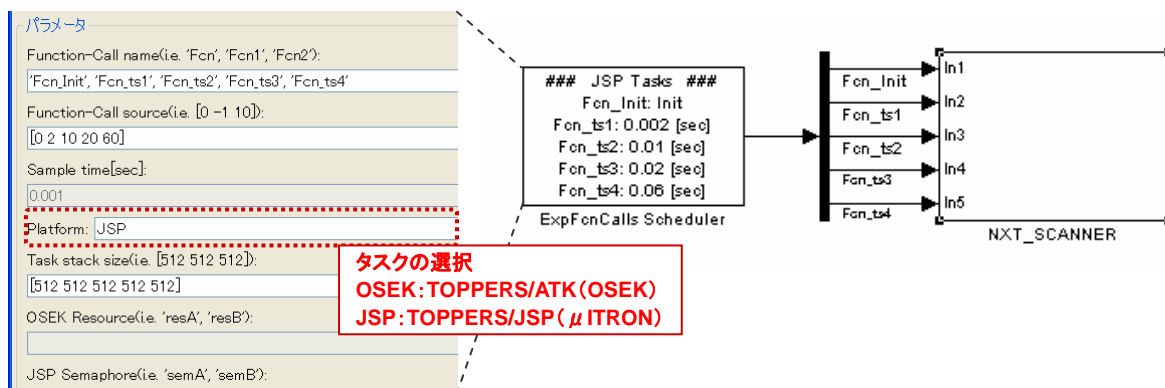 パラメータ
Function-Call name(i.e. 'Fcn', 'Fcn1', 'Fcn2'):
'Fcn_Init', 'Fcn_ts1', 'Fcn_ts2', 'Fcn_ts3', 'Fcn_ts4'
Function-Call source(i.e. [0 -1 10]):
[0 2 10 20 60]
Sample time[sec]:
0.001
Platform: JSP
Task stack size(i.e. [512 512 512]):
[512 512 512 512 512]
OSEK Resource(i.e. 'resA', 'resB'):
JSP Semaphore(i.e. 'semA', 'semB'):
タスクの選択
OSEK:TOPPERS/ATK(OSEK)
JSP:TOPPERS/JSP(μITRON)
### JSP Tasks ###
Fcn_Init: Init
Fcn_ts1: 0.002 [sec]
Fcn_ts2: 0.01 [sec]
Fcn_ts3: 0.02 [sec]
Fcn_ts4: 0.06 [sec]
ExpFcnCalls Scheduler
Fcn_Init
Fcn_ts1
Fcn_ts2
Fcn_ts3
Fcn_ts4
In1
In2
In3
In4
In5
NXT_SCANNER